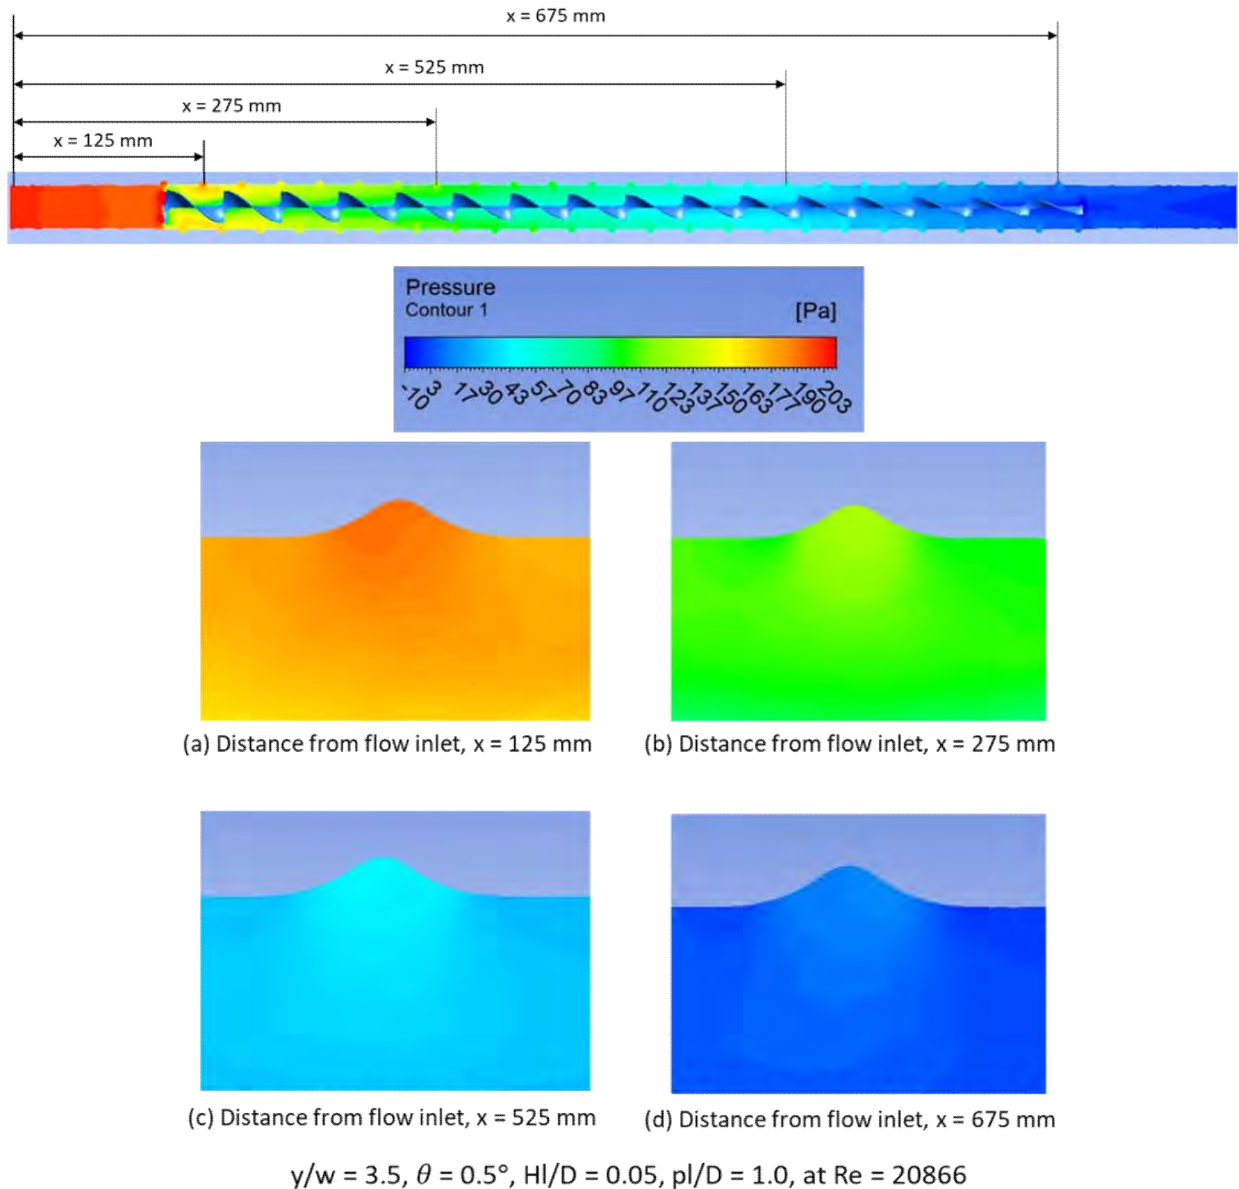 x = 675 mm
x = 525 mm
x = 275 mm
x = 125 mm
Pressure
Contour 1
[Pa]
-10 3 17 30 43 57 70 83 97 110 123 137 150 163 177 190 203
(a) Distance from flow inlet, x = 125 mm
(b) Distance from flow inlet, x = 275 mm
(c) Distance from flow inlet, x = 525 mm
(d) Distance from flow inlet, x = 675 mm
y/w = 3.5, θ = 0.5°, Hl/D = 0.05, pl/D = 1.0, at Re = 20866